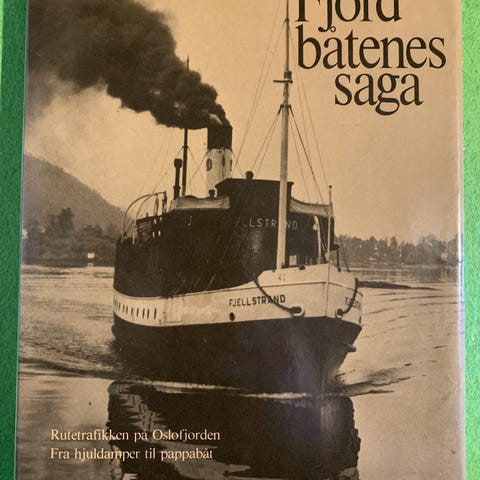 Fjord
båtenes
saga
FJELLSTRAND
FJELLSTRAND
Rutetrafikken på Oslofjorden
Fra hjuldamper til pappabåt